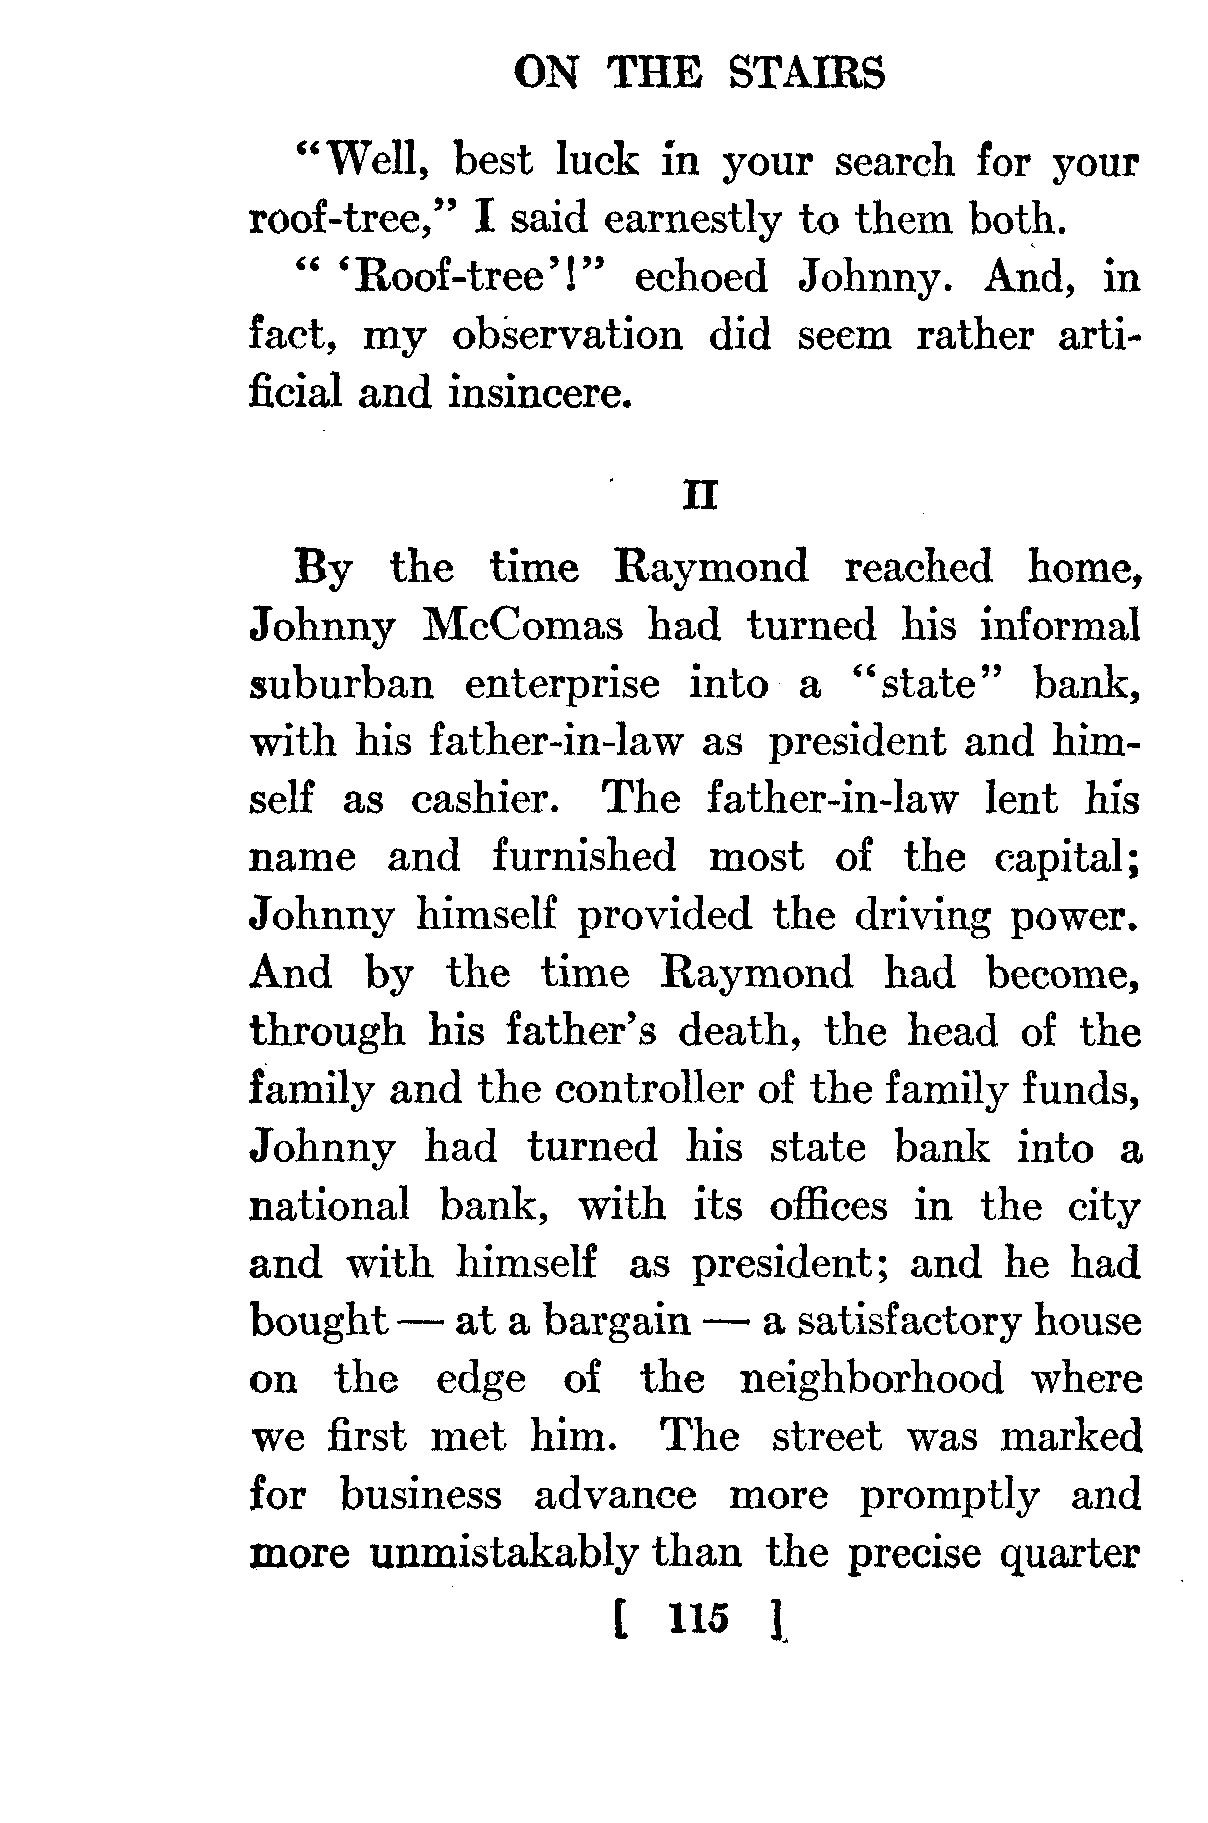 ON THE STAIRS
“Well, best luck in your search for your
roof-tree,” I said earnestly to them both.
“ ‘Roof-tree’!” echoed Johnny. And, in
fact, my observation did seem rather arti-
ficial and insincere.
II
By the time Raymond reached home,
Johnny McComas had turned his informal
suburban enterprise into a “state” bank,
with his father-in-law as president and him-
self as cashier. The father-in-law lent his
name and furnished most of the capital;
Johnny himself provided the driving power.
And by the time Raymond had become,
through his father’s death, the head of the
family and the controller of the family funds,
Johnny had turned his state bank into a
national bank, with its offices in the city
and with himself as president; and he had
bought — at a bargain — a satisfactory house
on the edge of the neighborhood where
we first met him. The street was marked
for business advance more promptly and
more unmistakably than the precise quarter
[ 115 ]